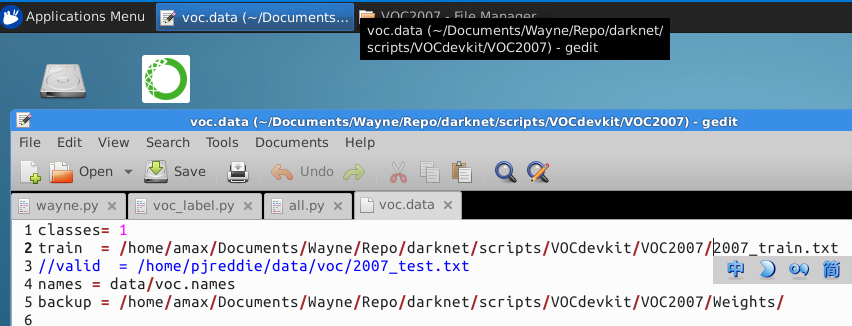 Applications Menu
voc.data (~/Documents...
VOC2007 - File Manager
voc.data (~/Documents/Wayne/Repo/darknet/
scripts/VOCdevkit/VOC2007) - gedit
voc.data (~/Documents/Wayne/Repo/darknet/scripts/VOCdevkit/VOC2007) - gedit
File Edit View Search Tools Documents Help
Open Save Undo
wayne.py voc_label.py all.py voc.data
1 classes= 1
2 train  = /home/amax/Documents/Wayne/Repo/darknet/scripts/VOCdevkit/VOC2007/2007_train.txt
3 //valid  = /home/pjreddie/data/voc/2007_test.txt
中 简
4 names = data/voc.names
5 backup = /home/amax/Documents/Wayne/Repo/darknet/scripts/VOCdevkit/VOC2007/Weights/
6